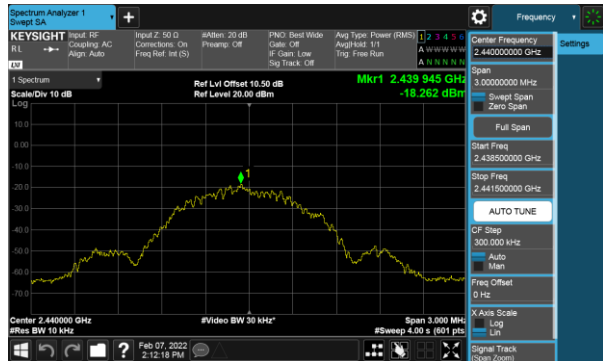 Spectrum Analyzer 1
Swept SA
+
Frequency
KEYSIGHT
RL
Input: RF
Coupling: AC
Align: Auto
Input Z: 50 Ω
Corrections: On
Freq Ref: Int (S)
#Atten: 20 dB
Preamp: Off
PNO: Best Wide
Gate: Off
IF Gain: Low
Sig Track: Off
Avg Type: Power (RMS)
Avg|Hold: 1/1
Trig: Free Run
1 2 3 4 5 6
A W W W W W
A N N N N N
LXI
1 Spectrum
Scale/Div 10 dB
Log
Ref Lvl Offset 10.50 dB
Ref Level 20.00 dBm
Mkr1 2.439 945 GHz
-18.262 dBm
10.0
0.00
-10.0
-20.0
-30.0
-40.0
-50.0
-60.0
-70.0
1
Center 2.440000 GHz
#Res BW 10 kHz
#Video BW 30 kHz*
Span 3.000 MHz
#Sweep 4.00 s (601 pts)
Feb 07, 2022
2:12:18 PM
?
Center Frequency
2.440000000 GHz
Settings
Span
3.00000000 MHz
Swept Span
Zero Span
Full Span
Start Freq
2.438500000 GHz
Stop Freq
2.441500000 GHz
AUTO TUNE
CF Step
300.000 kHz
Auto
Man
Freq Offset
0 Hz
X Axis Scale
Log
Lin
Signal Track
(Span Zoom)